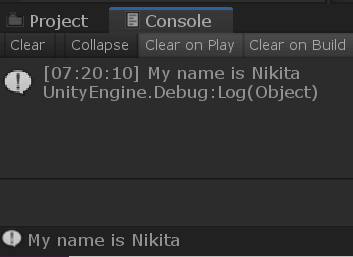 Project Console
Clear Collapse Clear on Play Clear on Build
[07:20:10] My name is Nikita
UnityEngine.Debug:Log(Object)
My name is Nikita